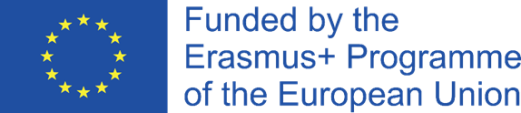 Funded by the
Erasmus+ Programme
of the European Union